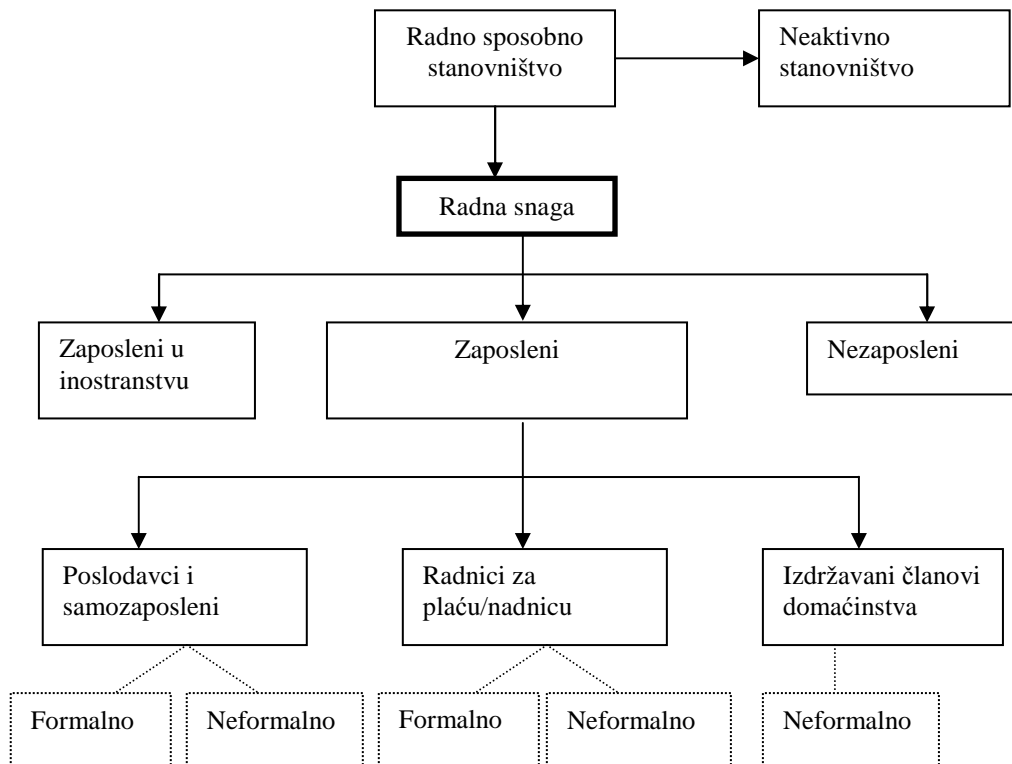 Radno sposobno
stanovništvo
Neaktivno
stanovništvo
Radna snaga
Zaposleni u
inostranstvu
Zaposleni
Nezaposleni
Poslodavci i
samozaposleni
Radnici za
plaću/nadnicu
Izdržavani članovi
domaćinstva
Formalno
Neformalno
Formalno
Neformalno
Neformalno